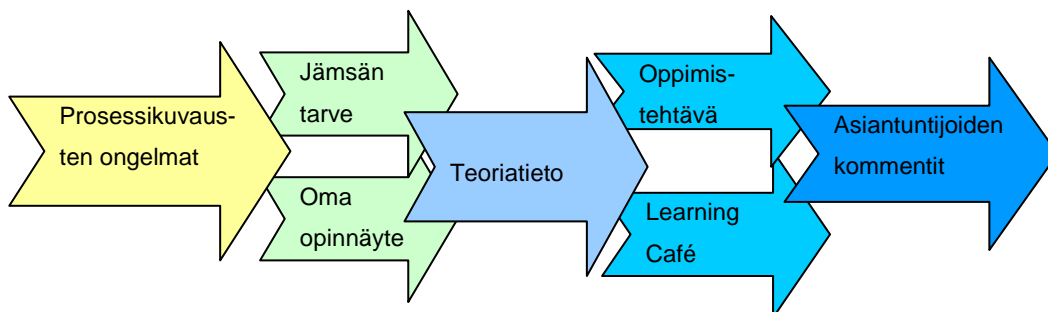 Prosessikuvaus-
ten ongelmat
Jämsän
tarve
Oma
opinnäyte
Teoriatieto
Oppimis-
tehtävä
Learning
Café
Asiantuntijoiden
kommentit